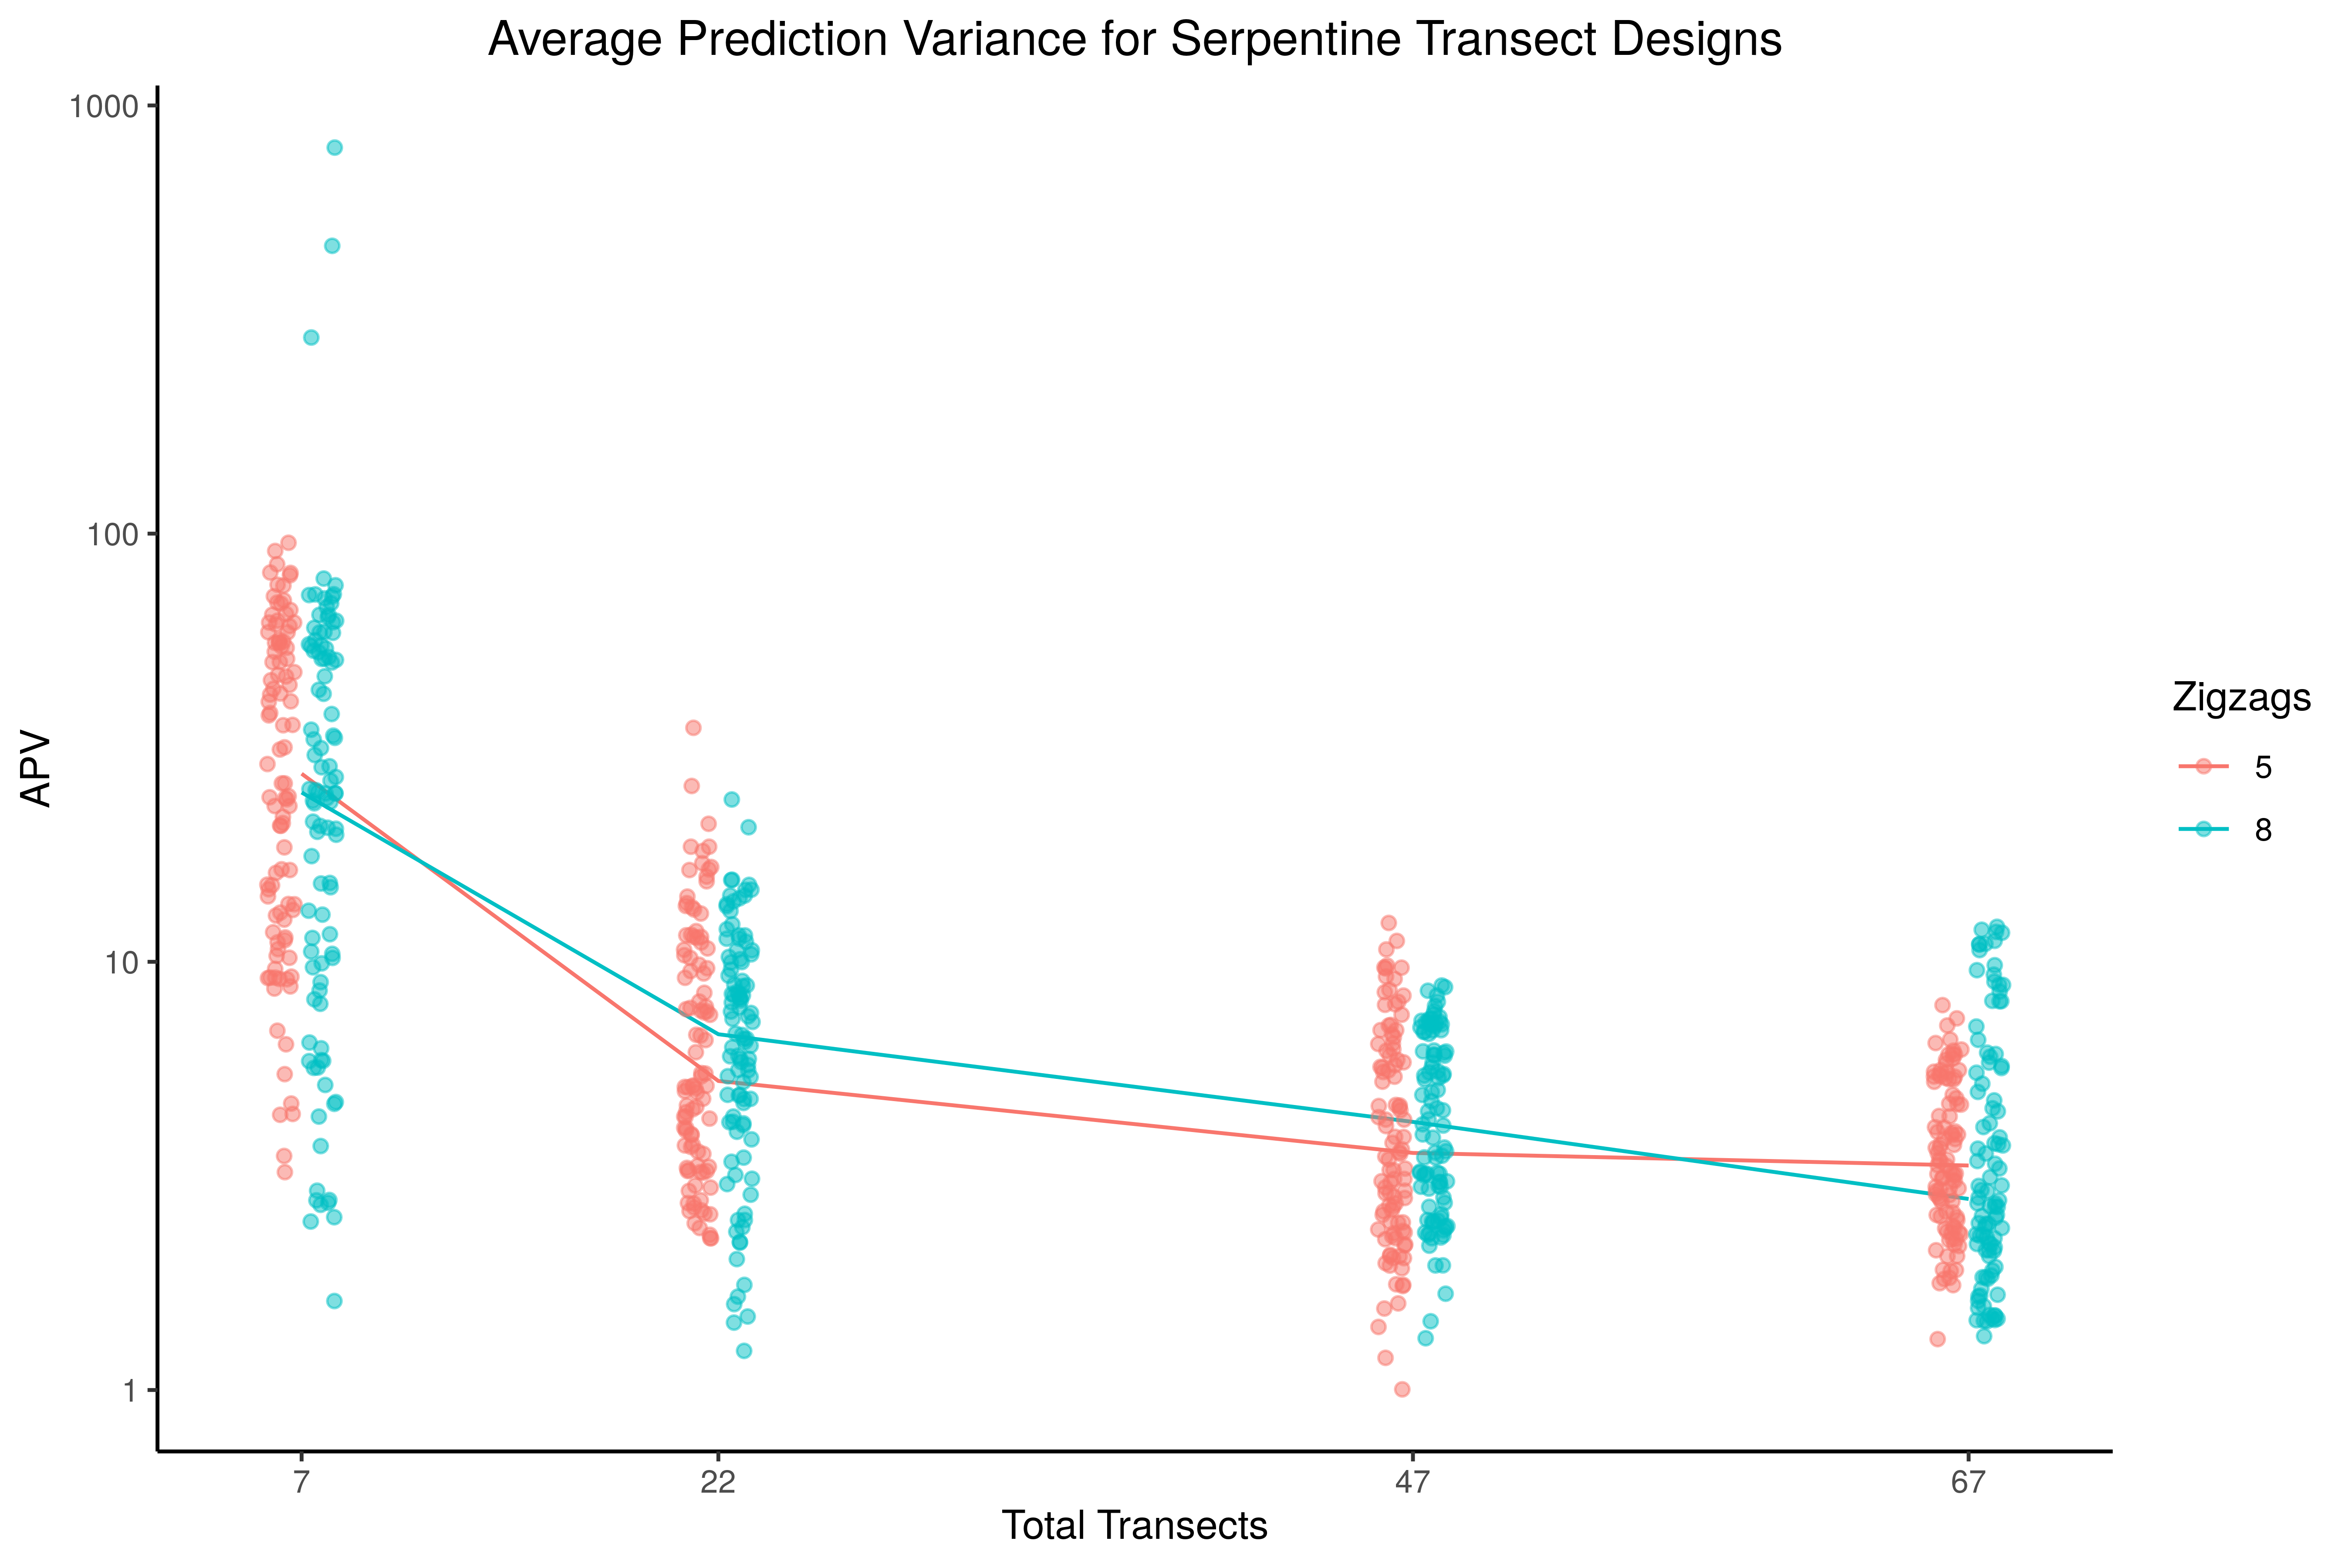 Average Prediction Variance for Serpentine Transect Designs
1000
100
10
1
APV
7
22
47
67
Total Transects
Zigzags
5
8